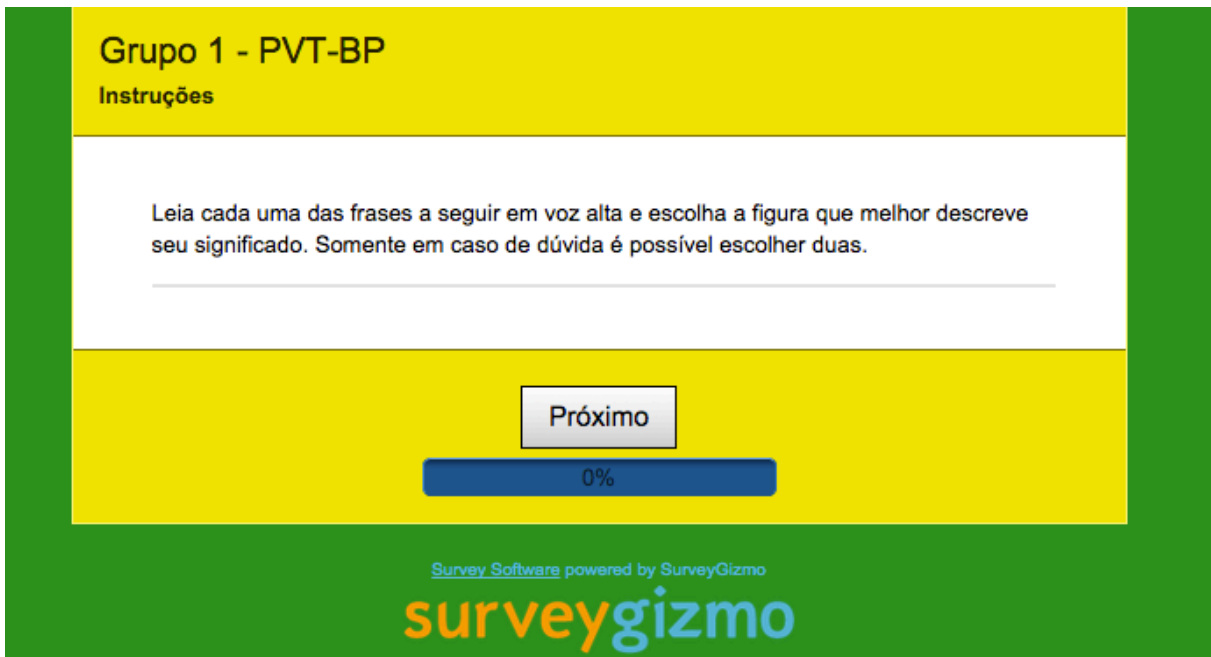 Grupo 1 - PVT-BP
Instruções
Leia cada uma das frases a seguir em voz alta e escolha a figura que melhor descreve
seu significado. Somente em caso de dúvida é possível escolher duas.
Próximo
0%
Survey Software powered by SurveyGizmo
surveygizmo